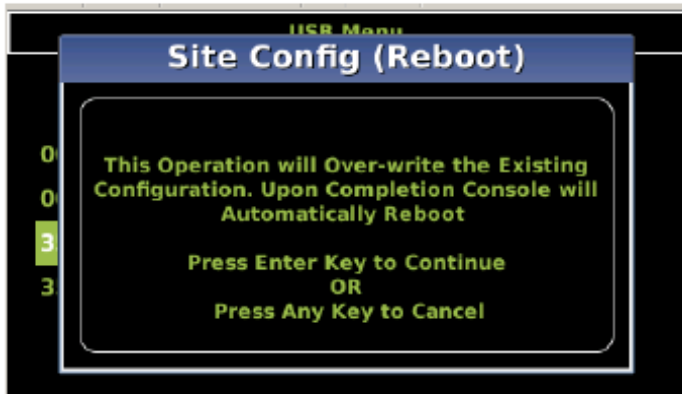 USB Menu
Site Config (Reboot)
This Operation will Over-write the Existing
Configuration. Upon Completion Console will
Automatically Reboot
Press Enter Key to Continue
OR
Press Any Key to Cancel